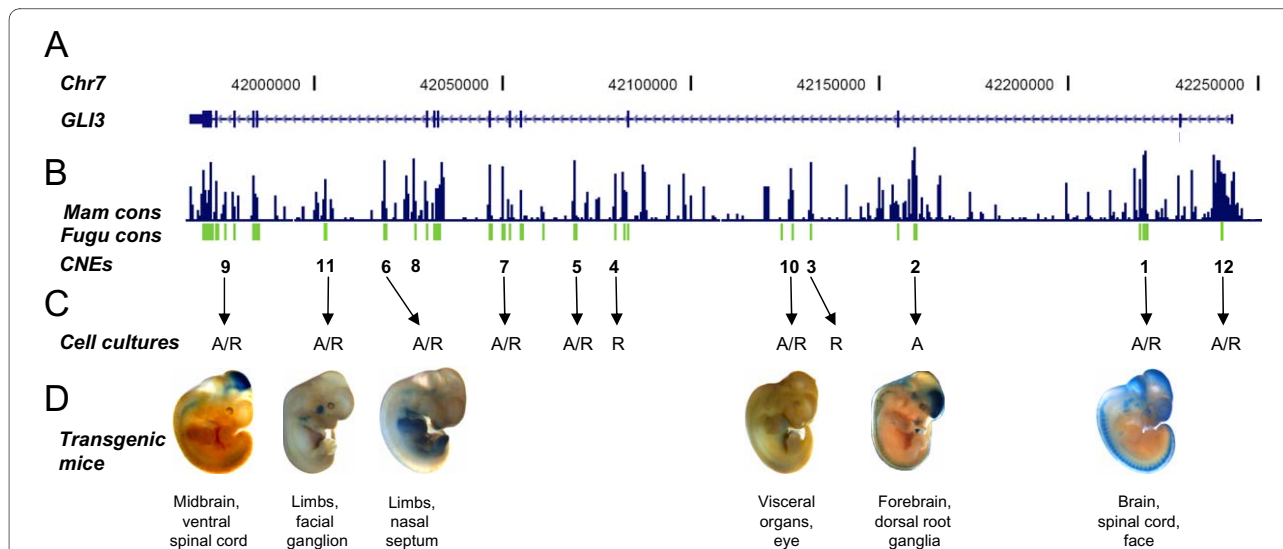 A
Chr7 42000000 42050000 42100000 42150000 42200000 42250000
GLI3
B
Mam cons
Fugu cons
CNEs 9 11 6 8 7 5 4 10 3 2 1 12
C
Cell cultures A/R A/R A/R A/R A/R R A/R R A A/R A/R
D
Transgenic
mice
Midbrain,
ventral
spinal cord
Limbs,
facial
ganglion
Limbs,
nasal
septum
Visceral
organs,
eye
Forebrain,
dorsal root
ganglia
Brain,
spinal cord,
face